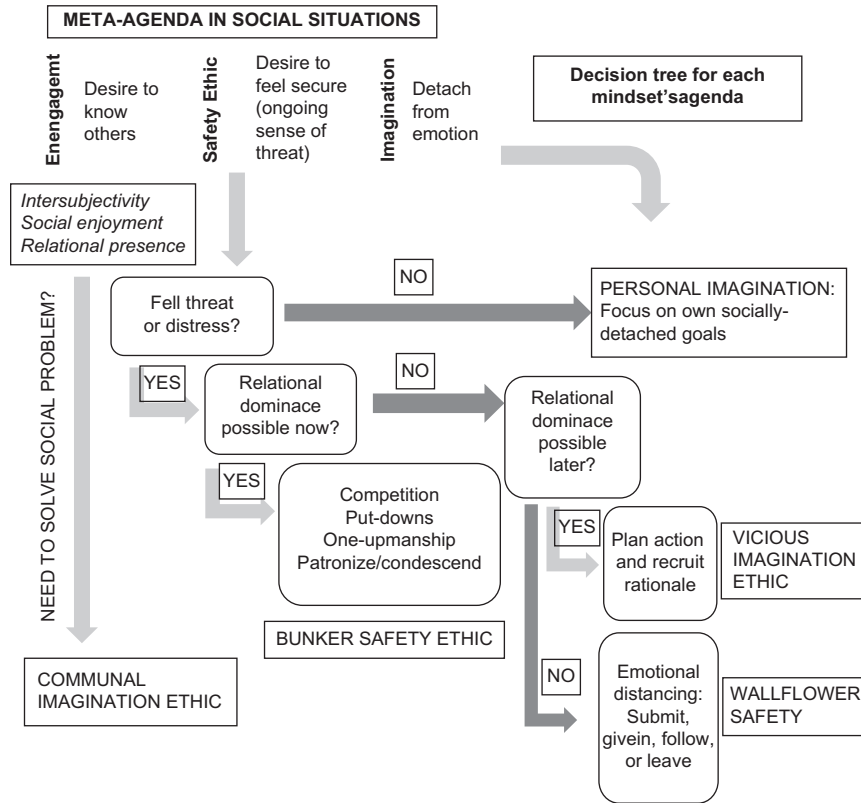 META-AGENDA IN SOCIAL SITUATIONS
Enengagemt
Desire to
know
others
Safety Ethic
Desire to
feel secure
(ongoing
sense of
threat)
Imagination
Detach
from
emotion
Decision tree for each
mindset'sagenda
Intersubjectivity
Social enjoyment
Relational presence
NEED TO SOLVE SOCIAL PROBLEM?
Fell threat
or distress?
NO
PERSONAL IMAGINATION:
Focus on own socially-
detached goals
YES
Relational
dominace
possible now?
NO
Relational
dominace
possible
later?
YES
Competition
Put-downs
One-upmanship
Patronize/condescend
YES
Plan action
and recruit
rationale
VICIOUS
IMAGINATION
ETHIC
BUNKER SAFETY ETHIC
COMMUNAL
IMAGINATION ETHIC
NO
Emotional
distancing:
Submit,
givein, follow,
or leave
WALLFLOWER
SAFETY